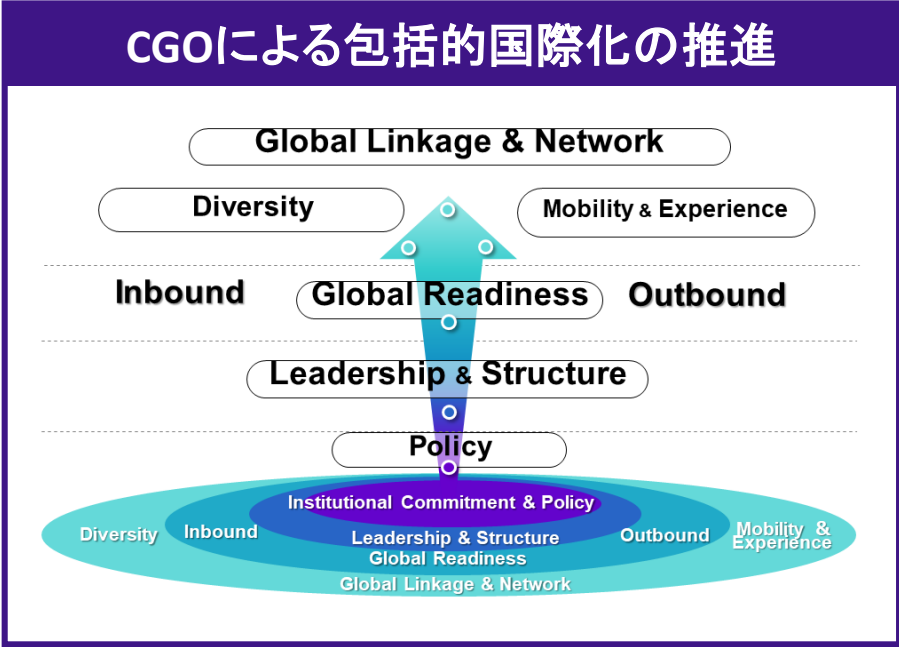 CGOによる包括的国際化の推進
Global Linkage & Network
Diversity
Mobility & Experience
Inbound
Global Readiness
Outbound
Leadership & Structure
Policy
Institutional Commitment & Policy
Diversity
Inbound
Leadership & Structure
Outbound
Mobility &
Experience
Global Readiness
Global Linkage & Network